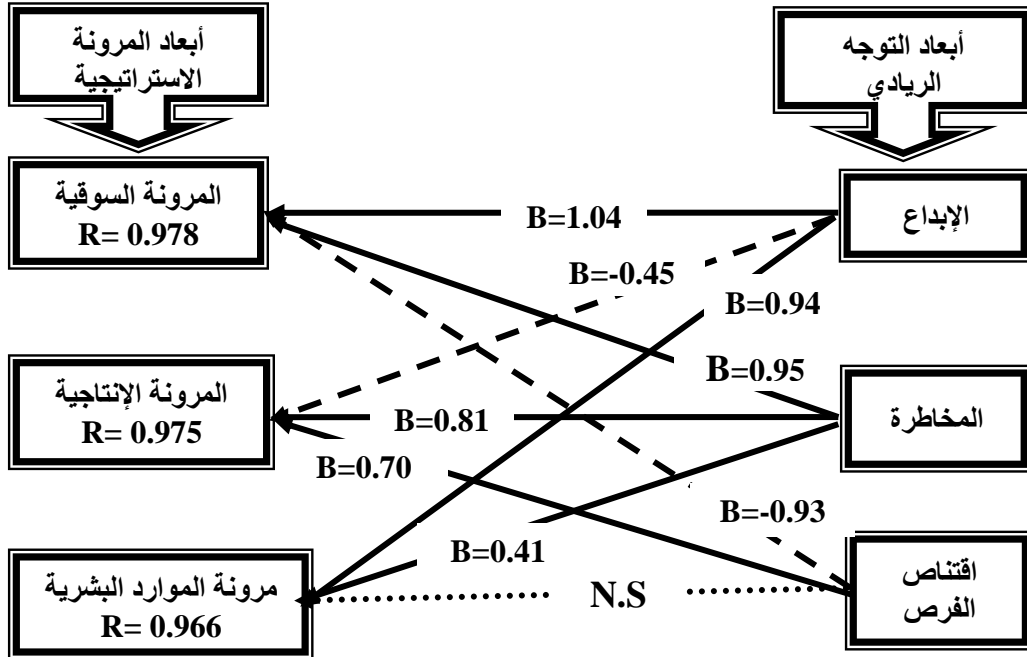 أبعاد التوجه
الريادي
أبعاد المرونة
الاستراتيجية
الإبداع
B=1.04
المرونة السوقية
R= 0.978
B=-0.45
B=0.94
B=0.95
المخاطرة
B=0.81
المرونة الإنتاجية
R= 0.975
B=0.70
B=-0.93
B=0.41
اقتناص
الفرص
N.S
مرونة الموارد البشرية
R= 0.966